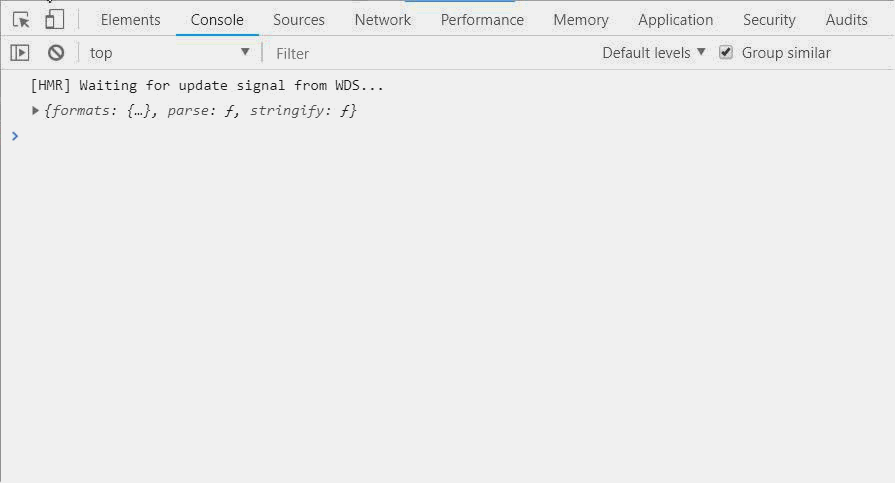 Elements Console Sources Network Performance Memory Application Security Audits
top Filter Default levels Group similar
[HMR] Waiting for update signal from WDS...
{formats: {…}, parse: ƒ, stringify: ƒ}